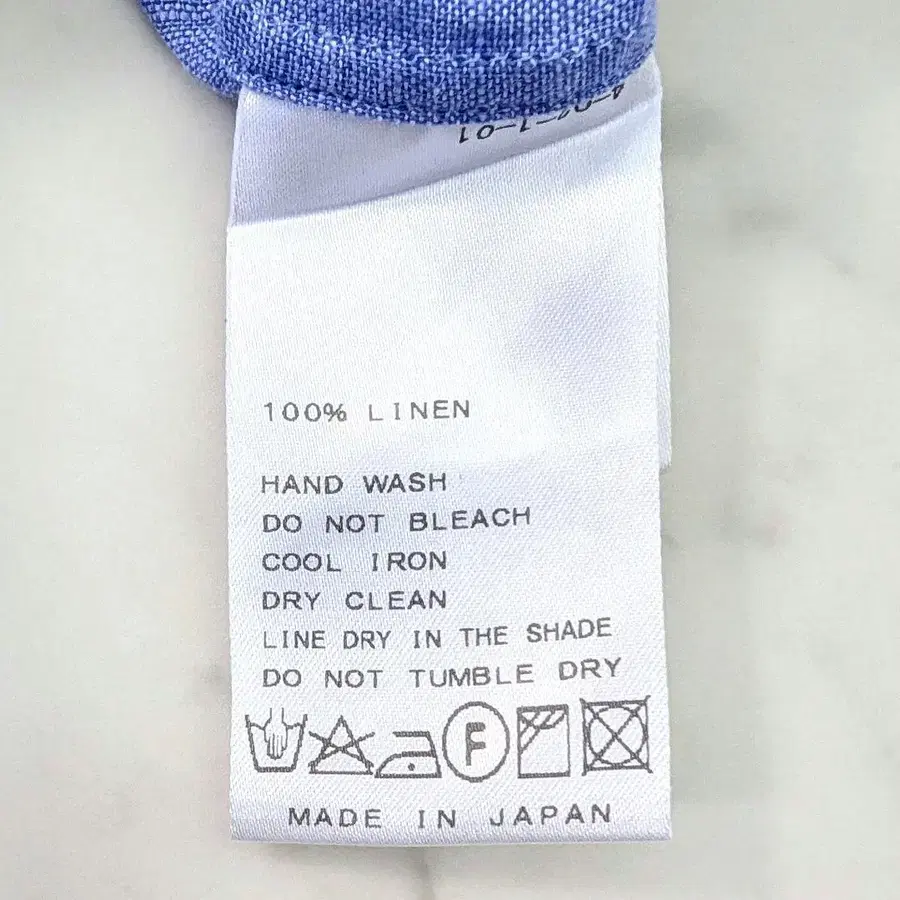 100% LINEN
HAND WASH
DO NOT BLEACH
COOL IRON
DRY CLEAN
LINE DRY IN THE SHADE
DO NOT TUMBLE DRY
F
MADE IN JAPAN